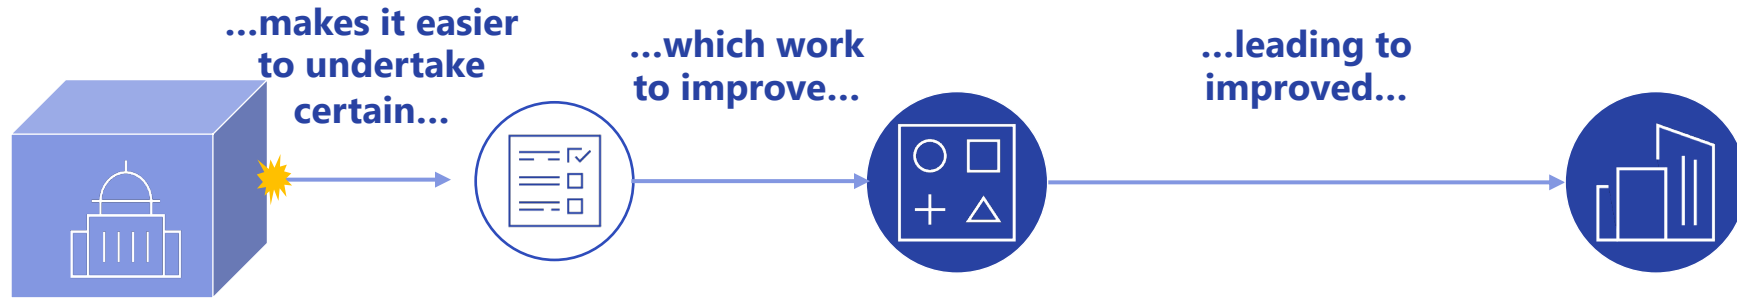 ...makes it easier
to undertake
certain...
...which work
to improve...
...leading to
improved...